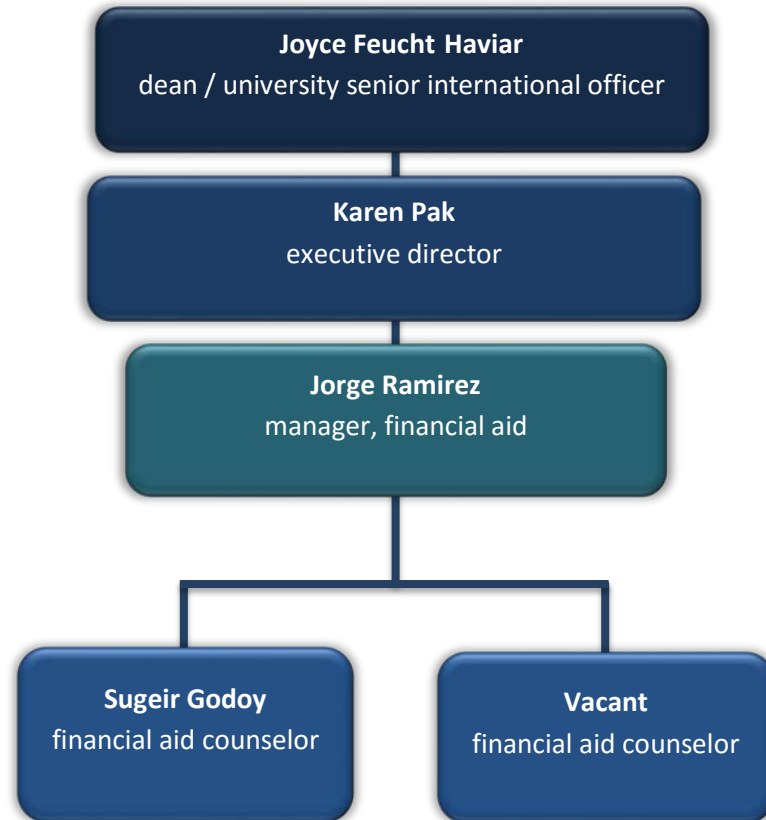 Joyce Feucht Haviar
dean / university senior international officer
Karen Pak
executive director
Jorge Ramirez
manager, financial aid
Sugeir Godoy
financial aid counselor
Vacant
financial aid counselor